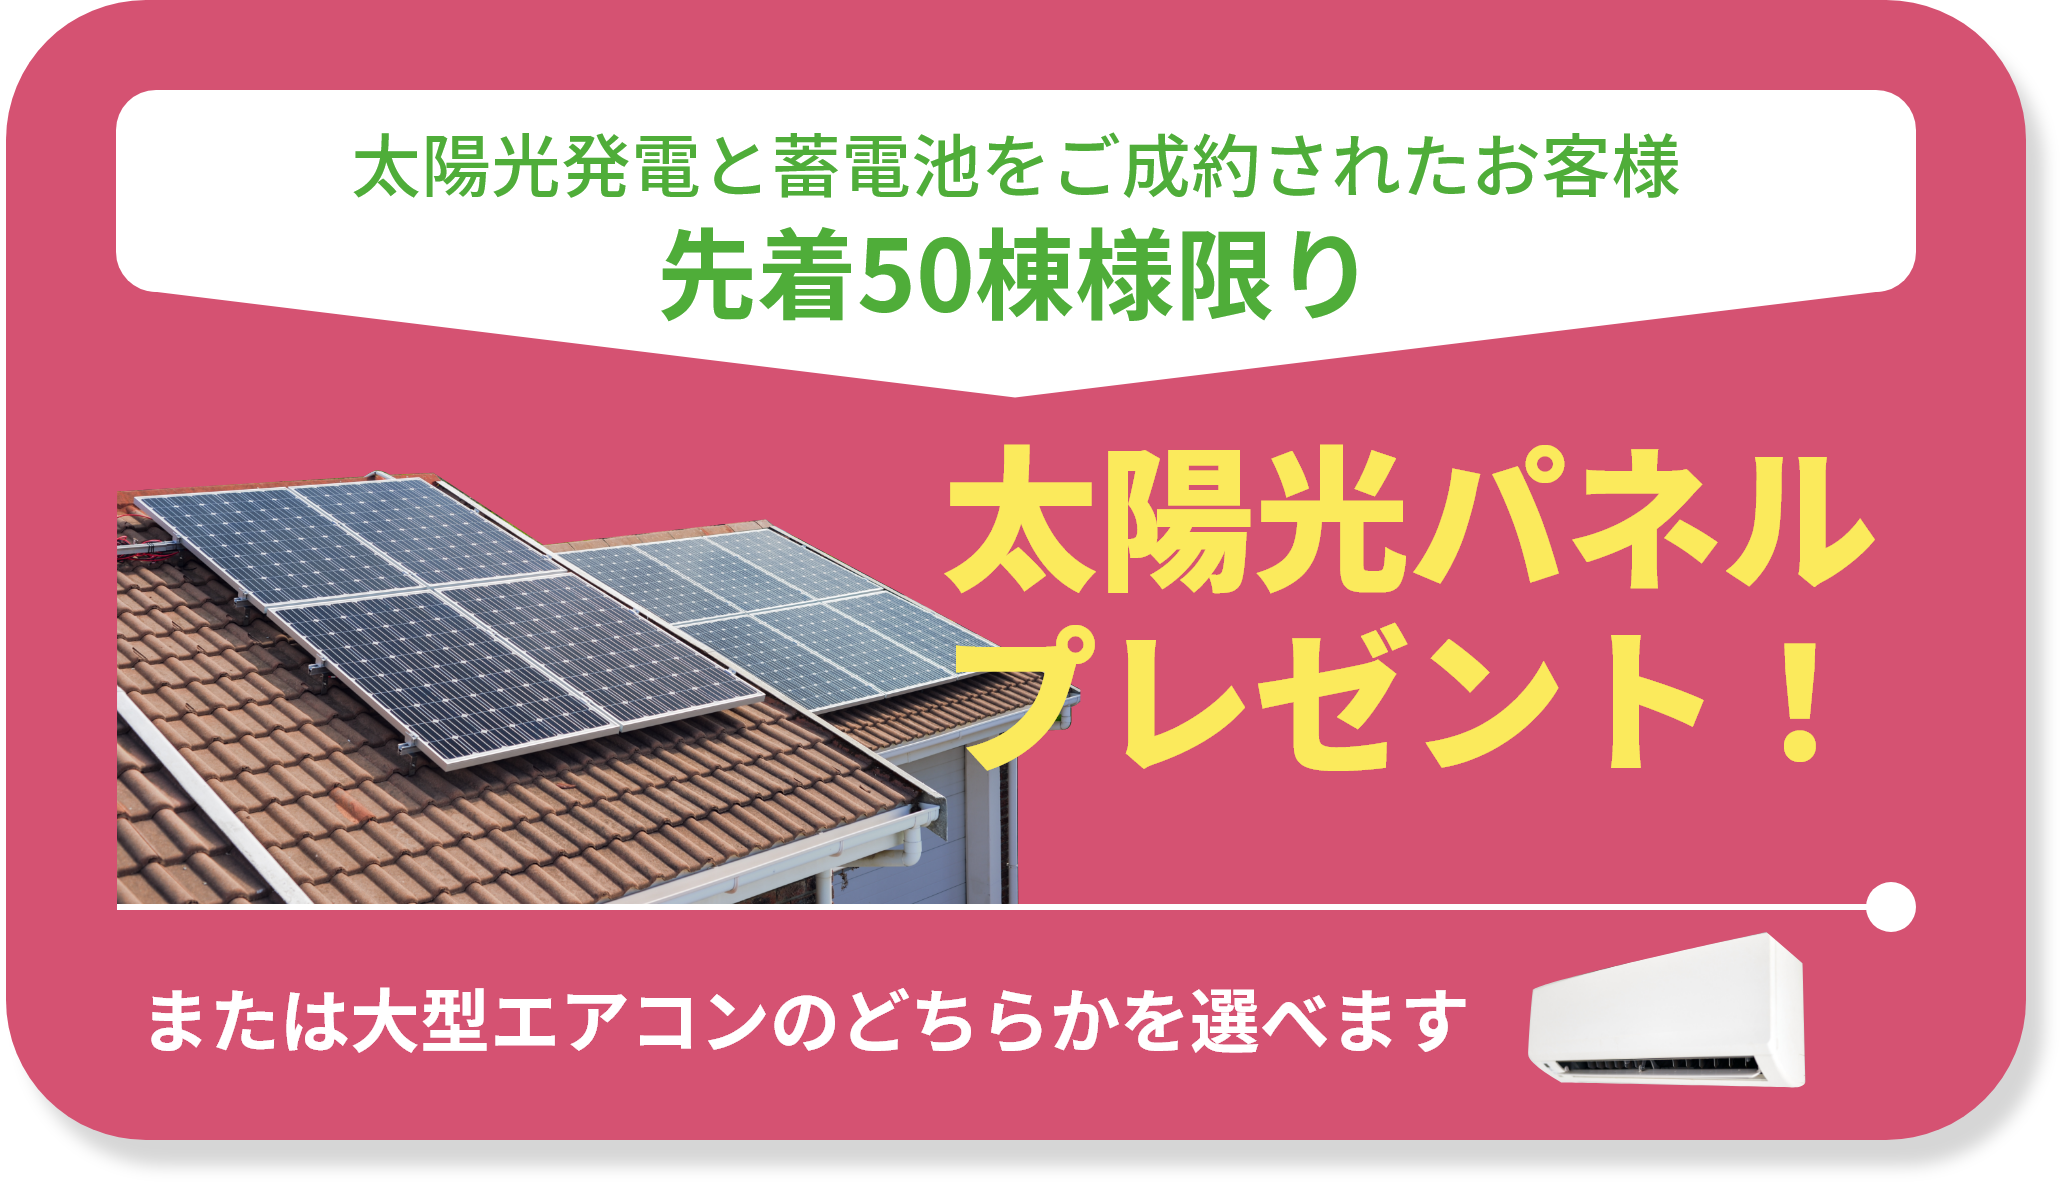 太陽光発電と蓄電池をご成約されたお客様
先着50棟様限り
太陽光パネル
プレゼント！
または大型エアコンのどちらかを選べます